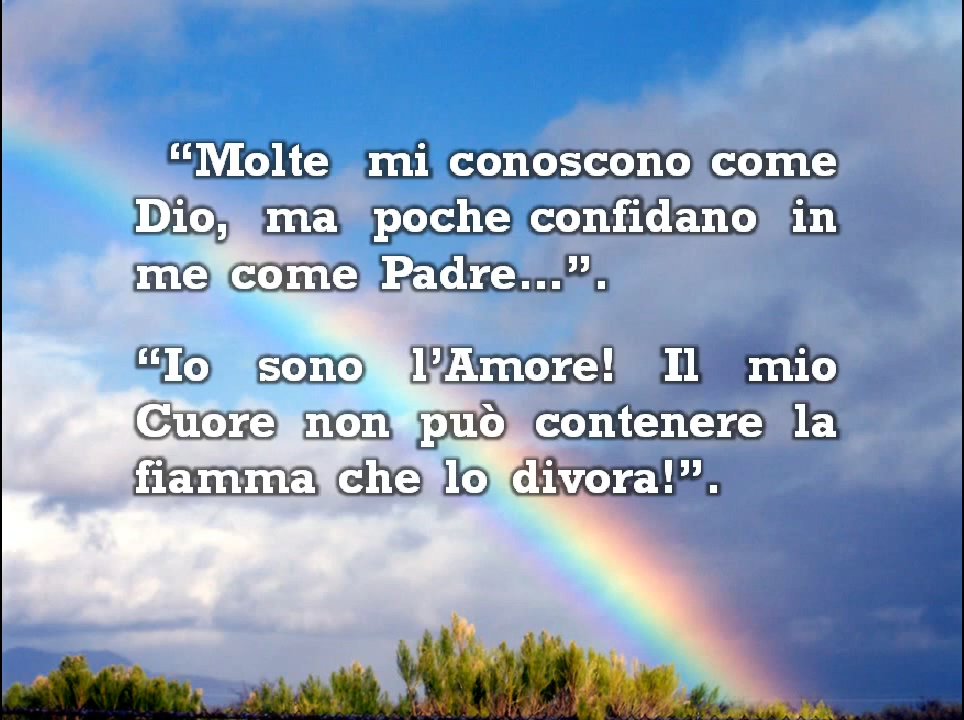 “Molte mi conoscono come
Dio, ma poche confidano in
me come Padre...”.
“Io sono l’Amore! Il mio
Cuore non può contenere la
fiamma che lo divora!”.